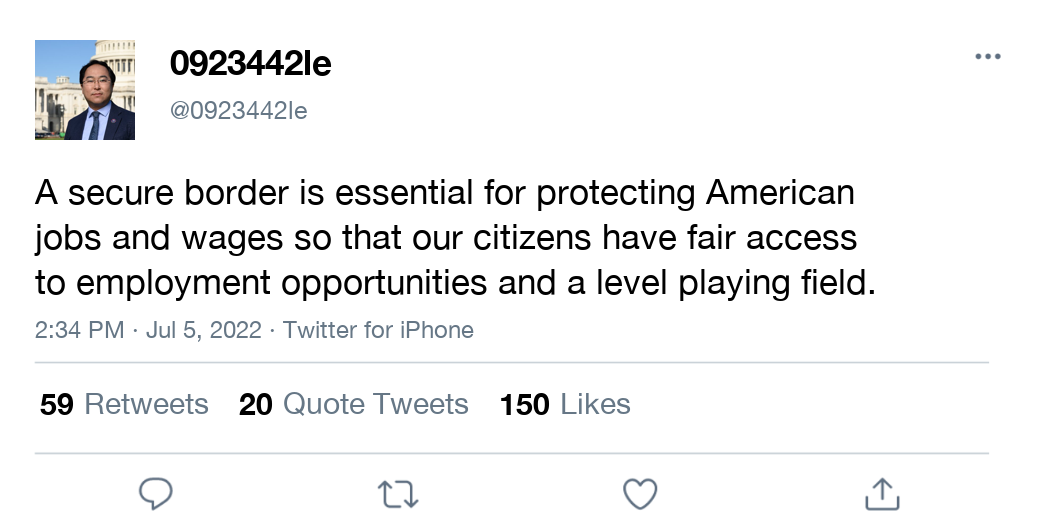 0923442le
@0923442le
A secure border is essential for protecting American
jobs and wages so that our citizens have fair access
to employment opportunities and a level playing field.
2:34 PM · Jul 5, 2022 · Twitter for iPhone
59 Retweets 20 Quote Tweets 150 Likes